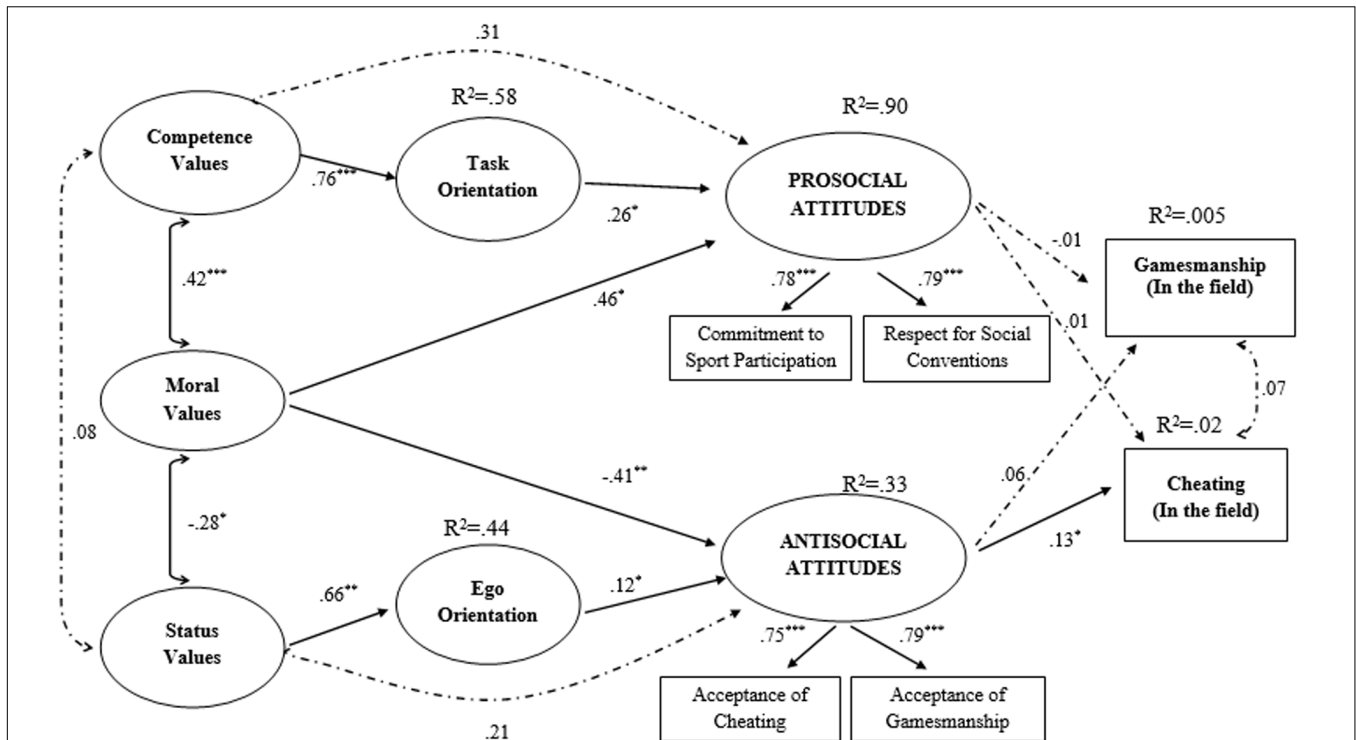 .31
R²=.58
R²=.90
Competence
Values
.76***
Task
Orientation
.26*
PROSOCIAL
ATTITUDES
R²=.005
-.01
Gamesmanship
(In the field)
.42***
.46*
.78***
.79***
.01
Commitment to
Sport Participation
Respect for Social
Conventions
Moral
Values
.07
.08
R²=.02
-.41**
.06
Cheating
(In the field)
R²=.33
-.28*
R²=.44
ANTISOCIAL
ATTITUDES
.13*
.66**
Ego
Orientation
.12*
Status
Values
.75***
.79***
.21
Acceptance of
Cheating
Acceptance of
Gamesmanship